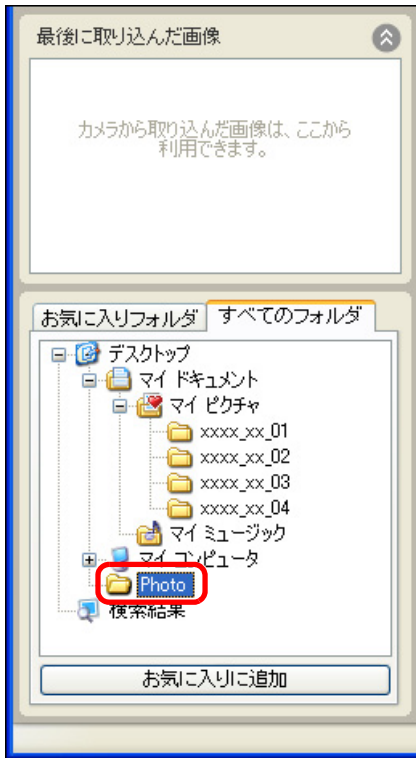 最後に取り込んだ画像
カメラから取り込んだ画像は、ここから
利用できます。
お気に入りフォルダ
すべてのフォルダ
デスクトップ
マイ ドキュメント
マイ ピクチャ
xxxx_xx_01
xxxx_xx_02
xxxx_xx_03
xxxx_xx_04
マイ ミュージック
マイ コンピュータ
Photo
検索結果
お気に入りに追加